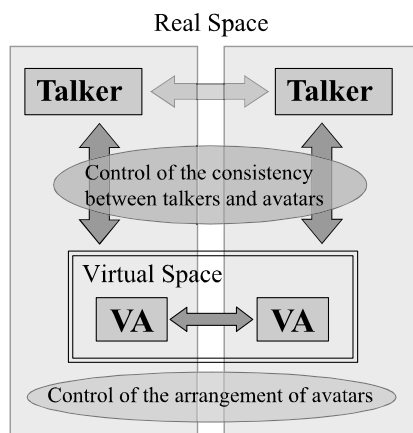 Real Space
Talker
Talker
Control of the consistency
between talkers and avatars
Virtual Space
VA
VA
Control of the arrangement of avatars